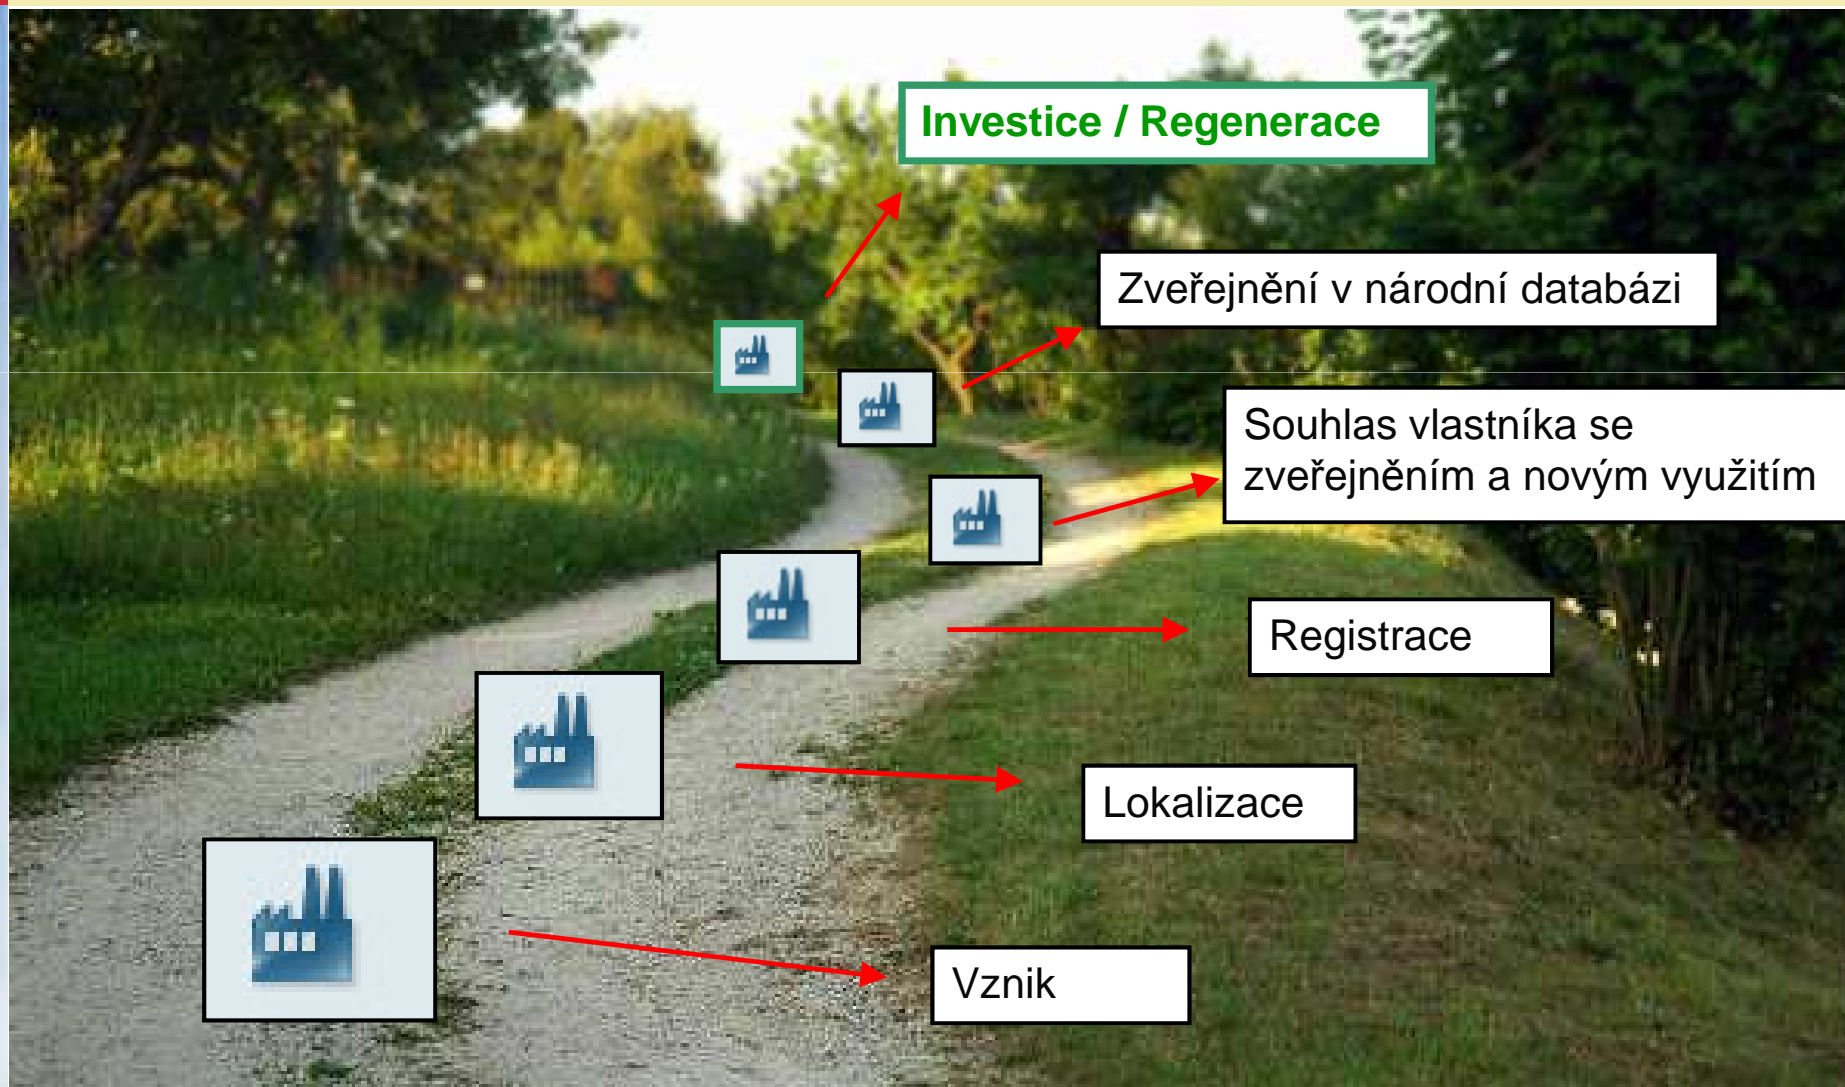 Investice / Regenerace
Zveřejnění v národní databázi
Souhlas vlastníka se
zveřejněním a novým využitím
Registrace
Lokalizace
Vznik